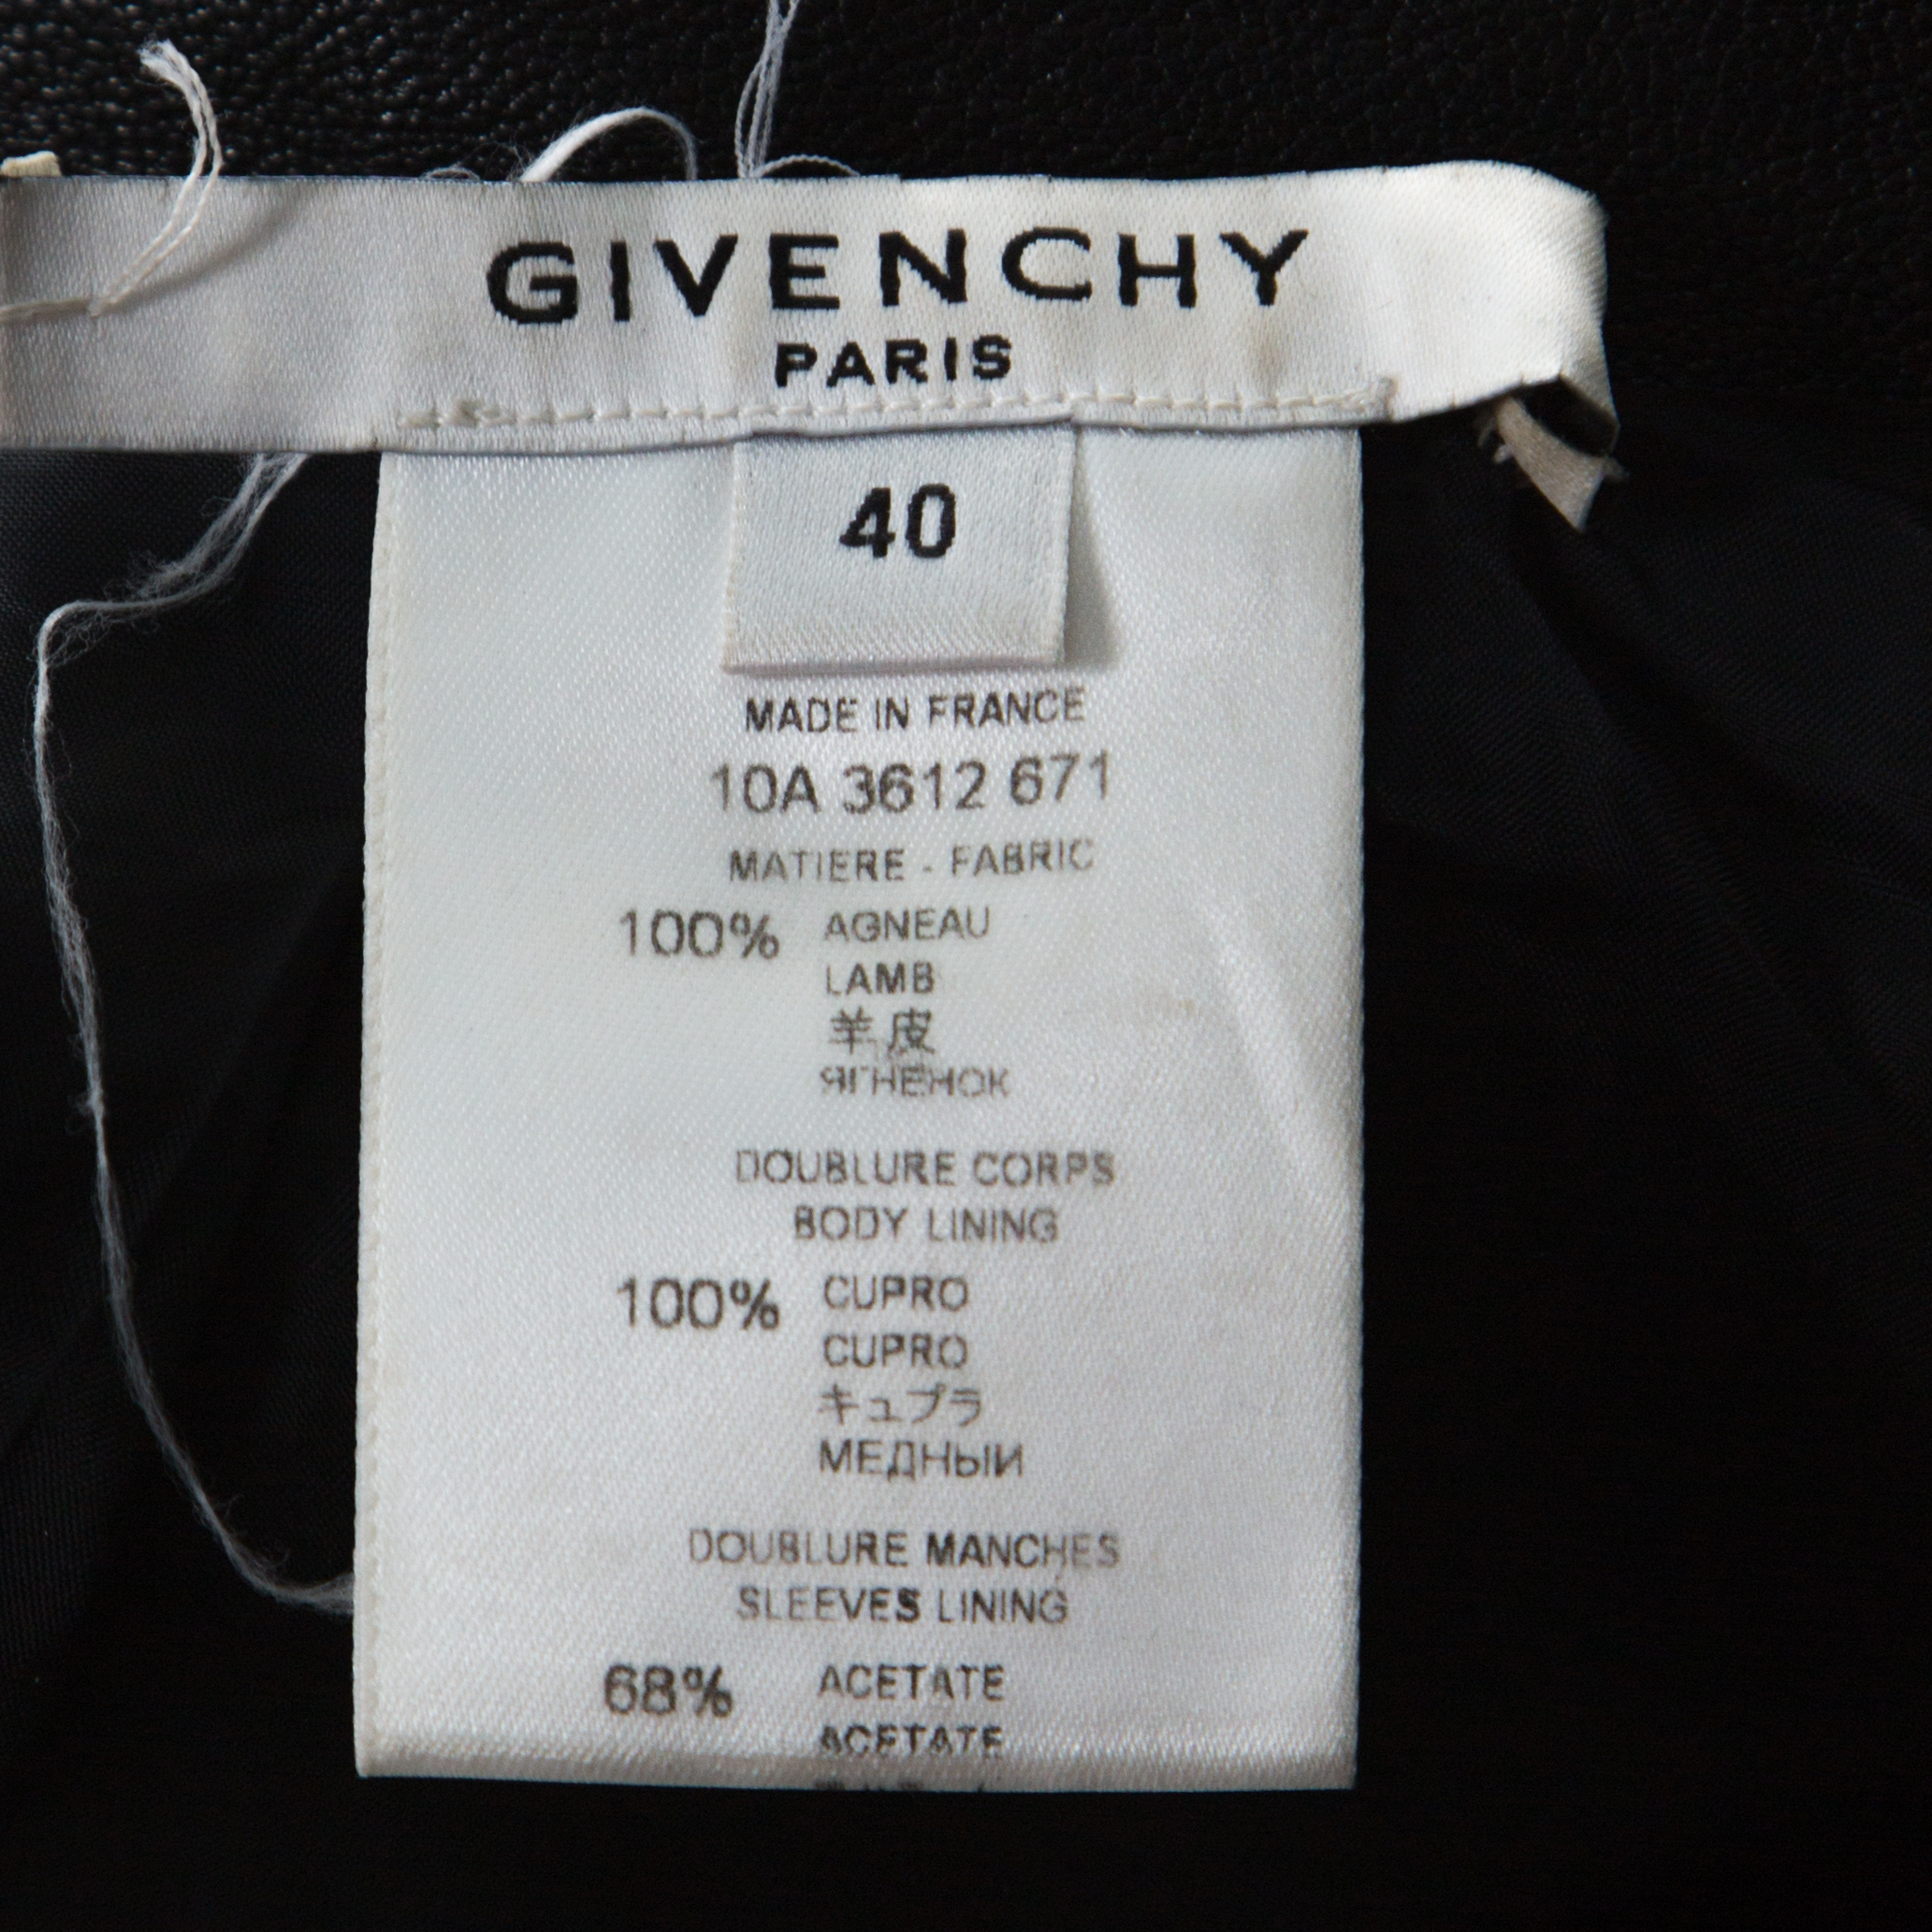 GIVENCHY
PARIS
40
MADE IN FRANCE
10A 3612 671
MATIERE - FABRIC
100% AGNEAU
LAMB
羊皮
ЯГНЕНОК
DOUBLURE CORPS
BODY LINING
100% CUPRO
CUPRO
キュプラ
МЕДНЫЙ
DOUBLURE MANCHES
SLEEVES LINING
68% ACETATE
ACETATE